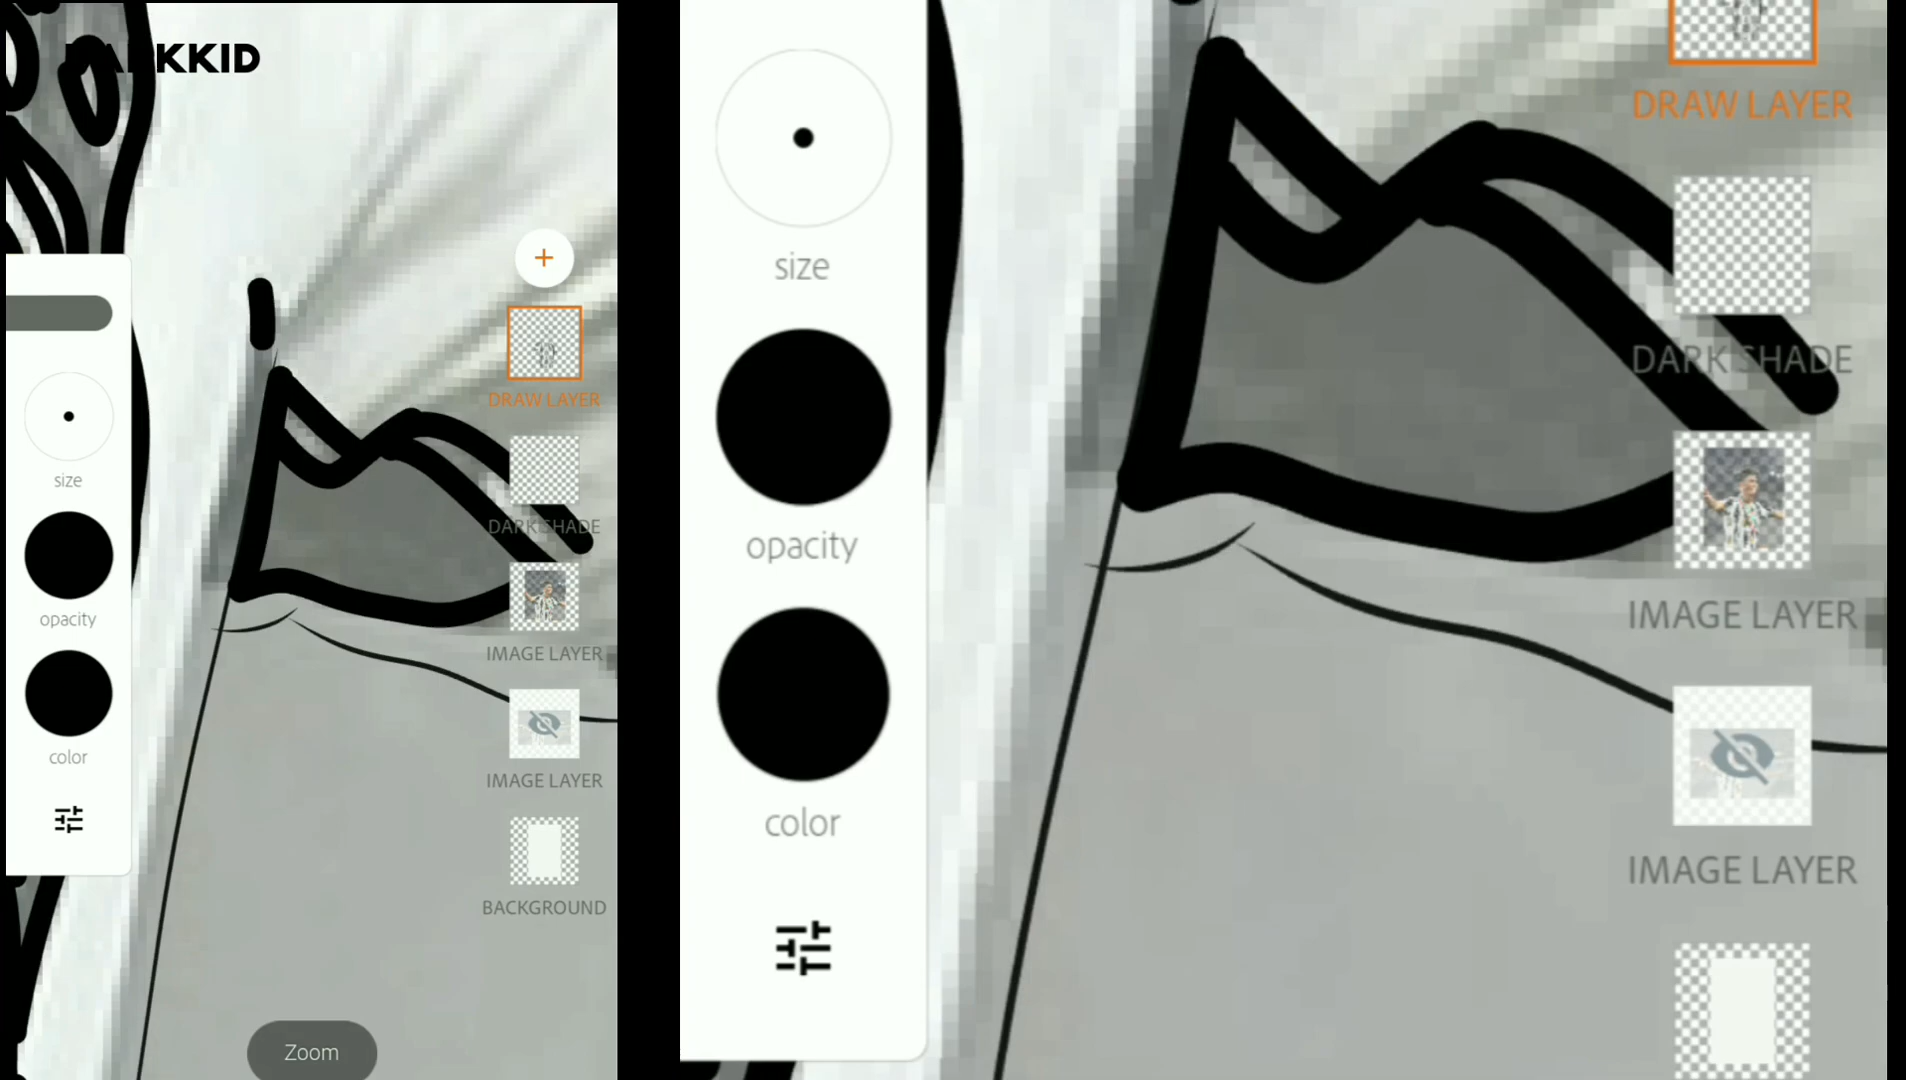 DARKKID
+
DRAW LAYER
size
DARK SHADE
opacity
IMAGE LAYER
color
IMAGE LAYER
BACKGROUND
Zoom
DRAW LAYER
size
DARK SHADE
opacity
IMAGE LAYER
color
IMAGE LAYER